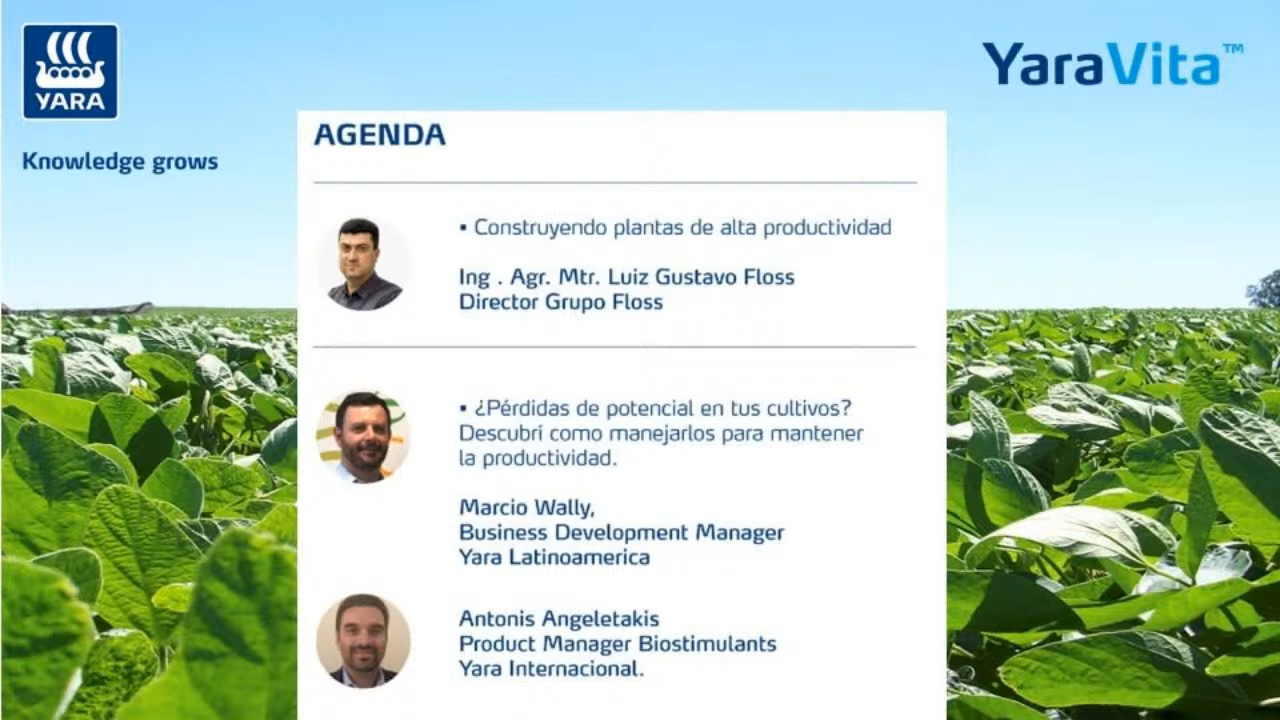 YARA
Knowledge grows
YaraVita™
AGENDA
▪ Construyendo plantas de alta productividad
Ing . Agr. Mtr. Luiz Gustavo Floss
Director Grupo Floss
▪ ¿Pérdidas de potencial en tus cultivos?
Descubrí como manejarlos para mantener
la productividad.
Marcio Wally,
Business Development Manager
Yara Latinoamerica
Antonis Angeletakis
Product Manager Biostimulants
Yara Internacional.